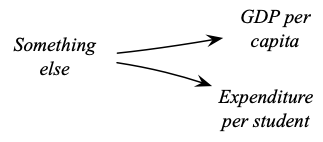 Something
else
GDP per
capita
Expenditure
per student